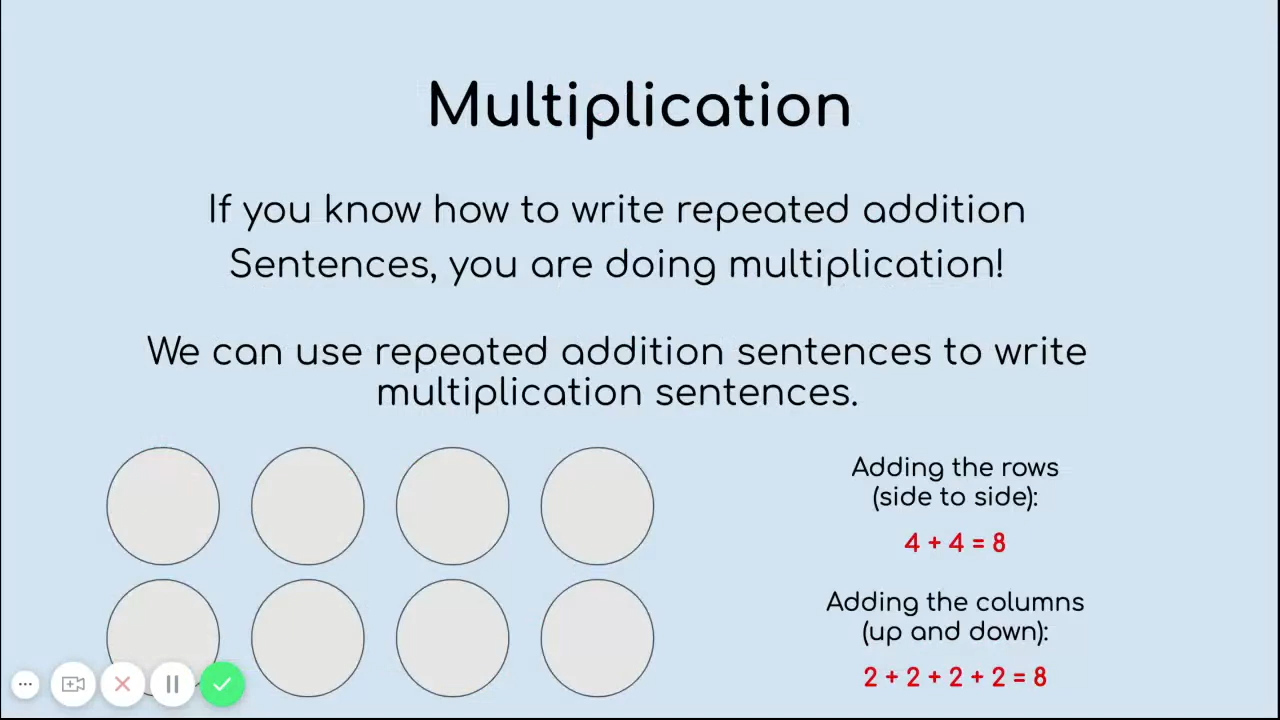 Multiplication
If you know how to write repeated addition
Sentences, you are doing multiplication!
We can use repeated addition sentences to write
multiplication sentences.
Adding the rows
(side to side):
4 + 4 = 8
Adding the columns
(up and down):
2 + 2 + 2 + 2 = 8